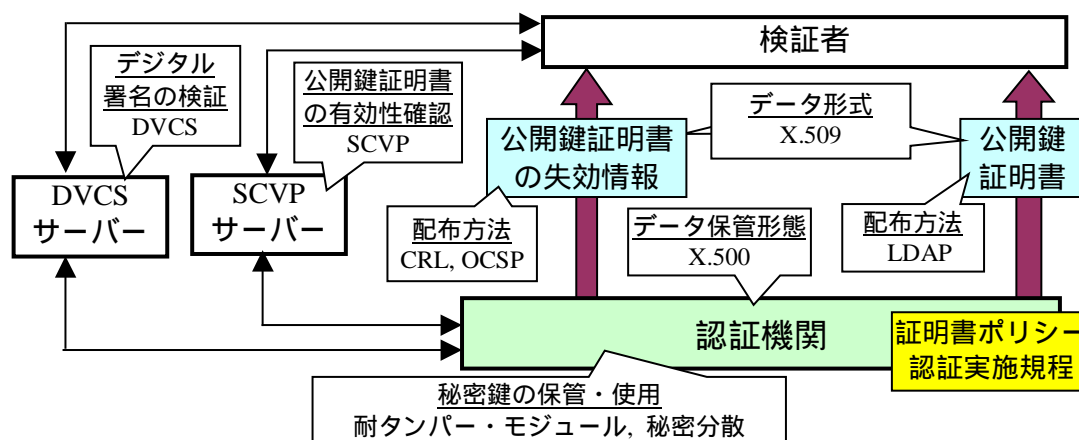 検証者
デジタル
署名の検証
DVCS
公開鍵証明書
の有効性確認
SCVP
データ形式
X.509
公開鍵証明書
の失効情報
公開鍵
証明書
DVCS
サーバー
SCVP
サーバー
配布方法
CRL, OCSP
データ保管形態
X.500
配布方法
LDAP
認証機関
証明書ポリシー
認証実施規程
秘密鍵の保管・使用
耐タンパー・モジュール, 秘密分散